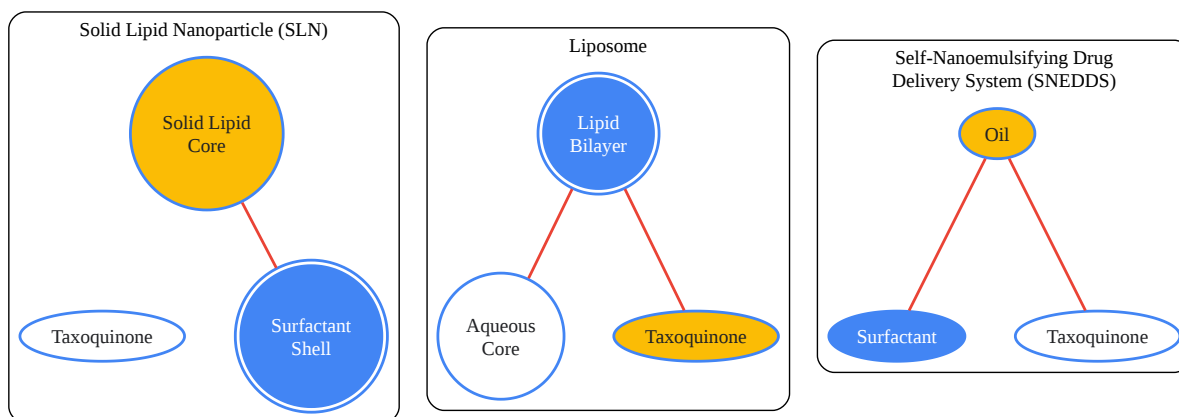 Solid Lipid Nanoparticle (SLN)
Solid Lipid
Core
Taxoquinone
Surfactant
Shell
Liposome
Lipid
Bilayer
Aqueous
Core
Taxoquinone
Self-Nanoemulsifying Drug
Delivery System (SNEDDS)
Oil
Surfactant
Taxoquinone